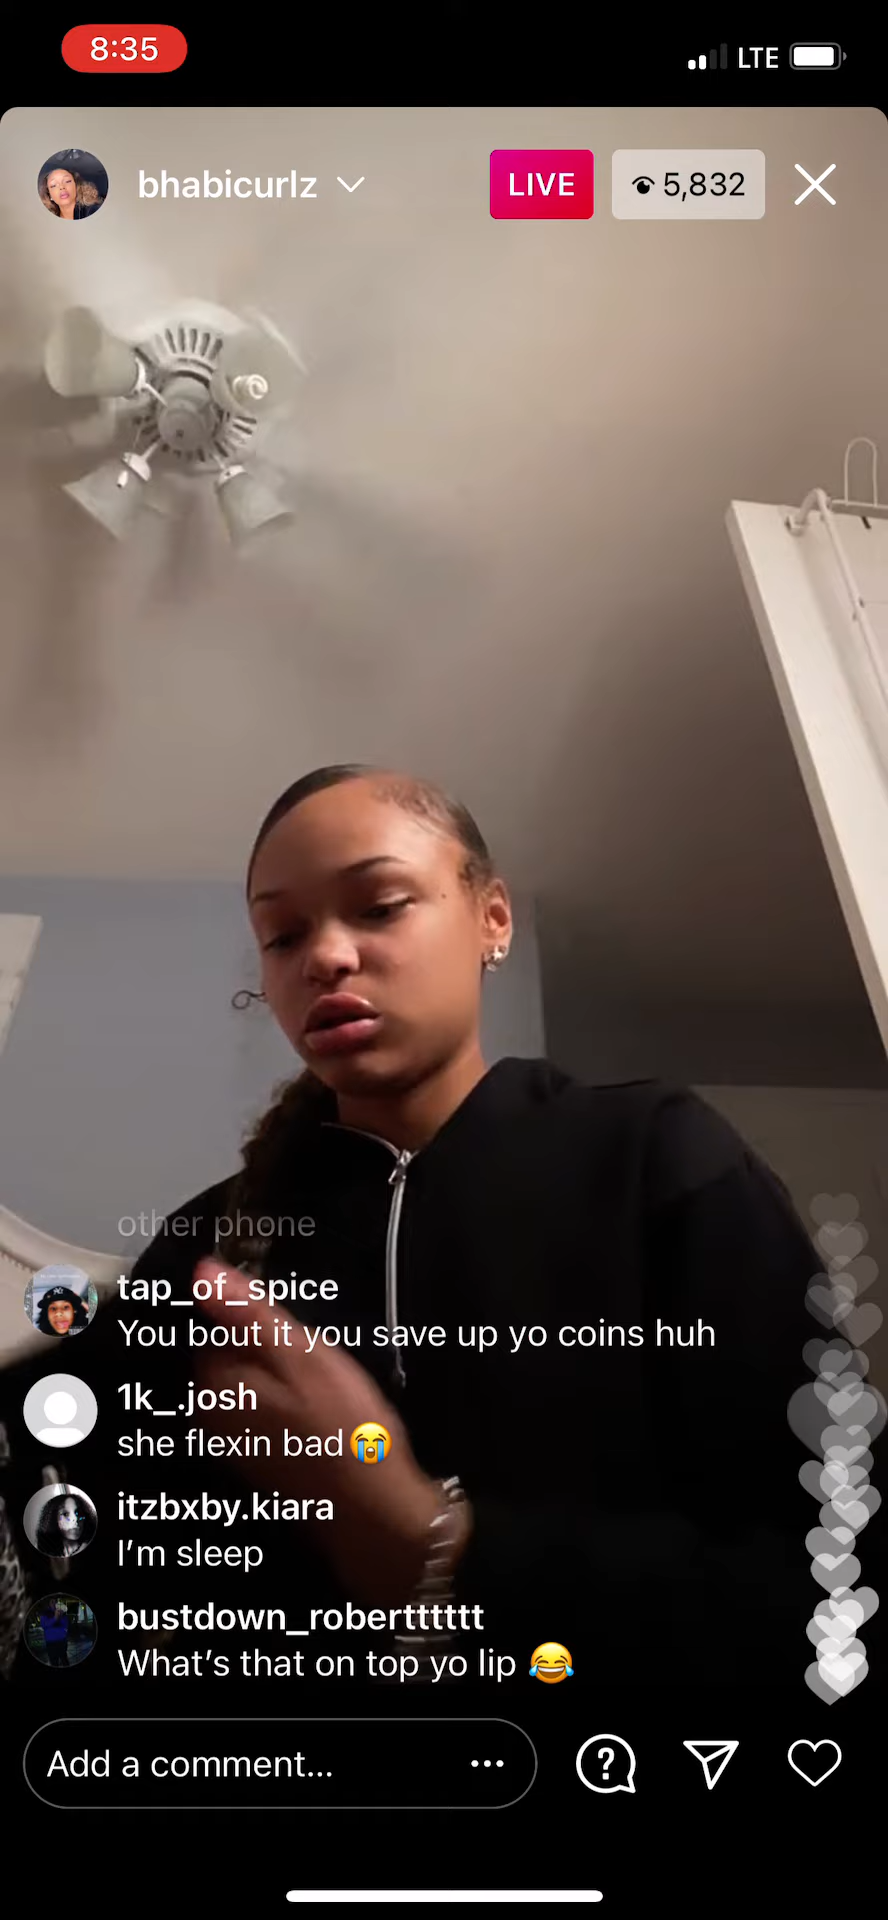 8:35
LTE
bhabicurlz
LIVE
5,832
other phone
tap_of_spice
You bout it you save up yo coins huh
1k_.josh
she flexin bad😭
itzbxby.kiara
I’m sleep
bustdown_robertttttt
What’s that on top yo lip 😂
Add a comment...